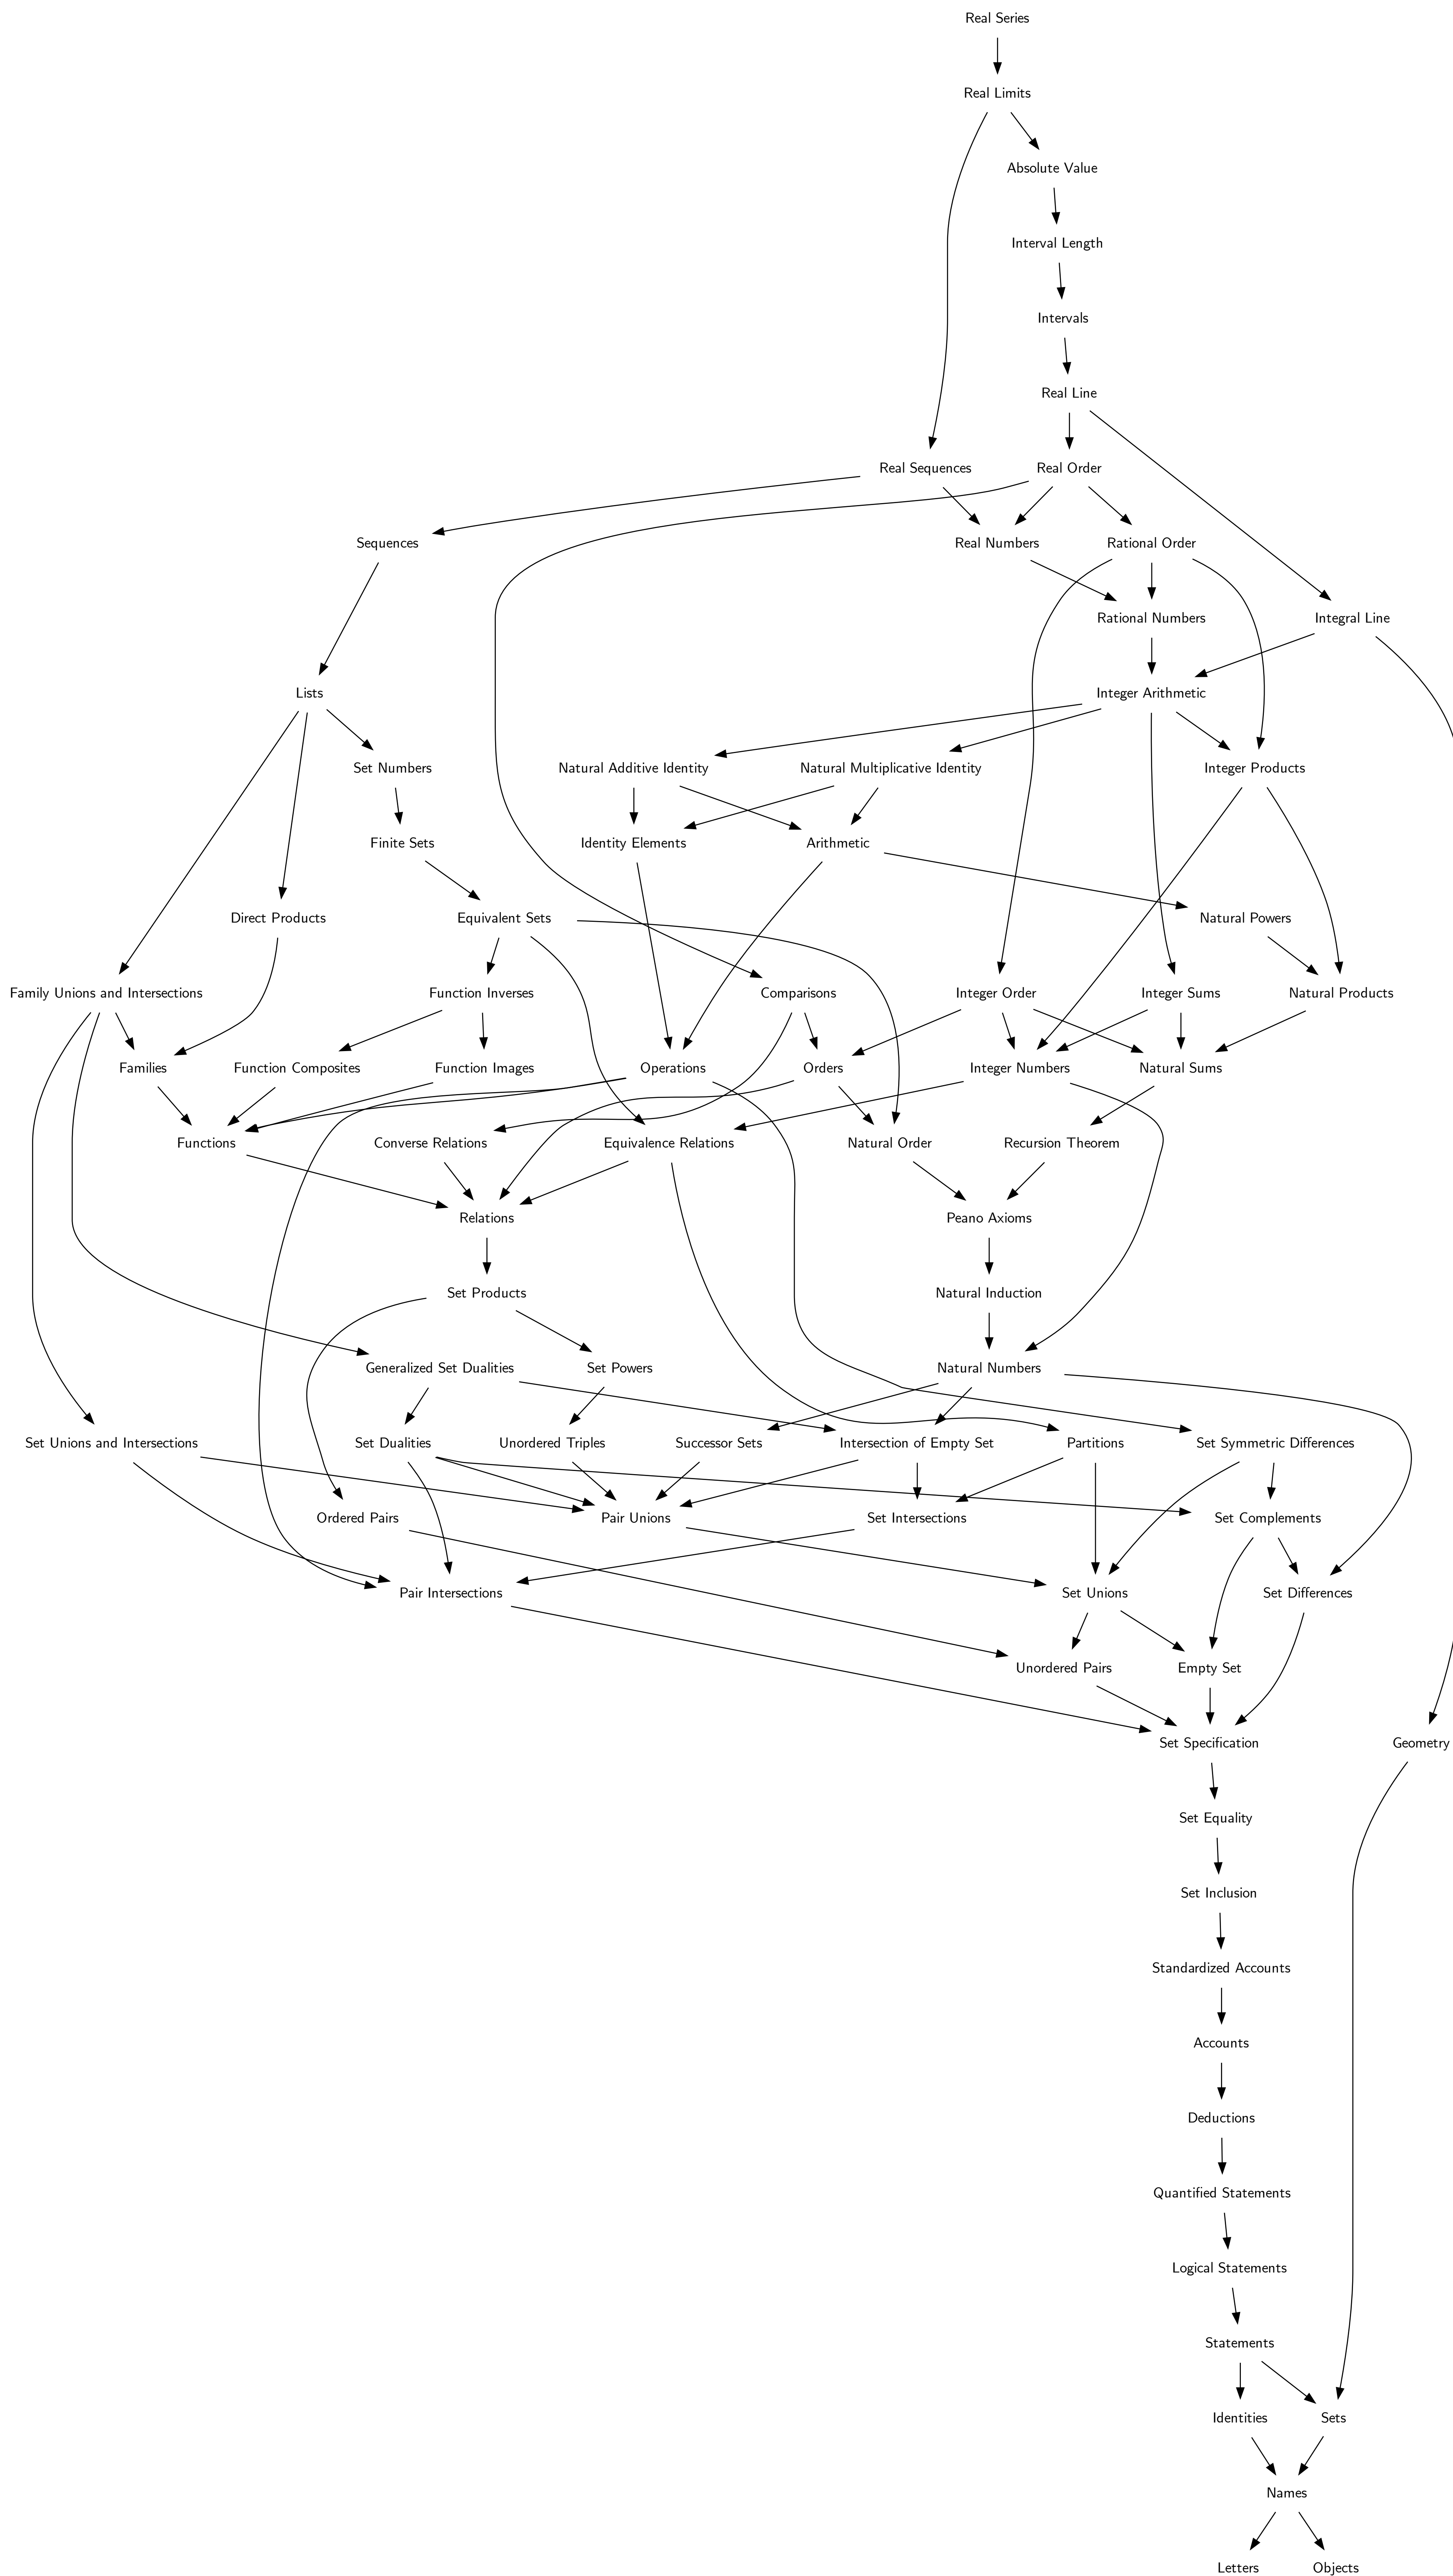 Real Series
Real Limits
Absolute Value
Interval Length
Intervals
Real Line
Real Sequences
Real Order
Sequences
Real Numbers
Rational Order
Rational Numbers
Integral Line
Lists
Integer Arithmetic
Set Numbers
Natural Additive Identity
Natural Multiplicative Identity
Integer Products
Finite Sets
Identity Elements
Arithmetic
Direct Products
Equivalent Sets
Natural Powers
Family Unions and Intersections
Function Inverses
Comparisons
Integer Order
Integer Sums
Natural Products
Families
Function Composites
Function Images
Operations
Orders
Integer Numbers
Natural Sums
Functions
Converse Relations
Equivalence Relations
Natural Order
Recursion Theorem
Relations
Peano Axioms
Set Products
Natural Induction
Generalized Set Dualities
Set Powers
Natural Numbers
Set Unions and Intersections
Set Dualities
Unordered Triples
Successor Sets
Intersection of Empty Set
Partitions
Set Symmetric Differences
Ordered Pairs
Pair Unions
Set Intersections
Set Complements
Pair Intersections
Set Unions
Set Differences
Unordered Pairs
Empty Set
Set Specification
Geometry
Set Equality
Set Inclusion
Standardized Accounts
Accounts
Deductions
Quantified Statements
Logical Statements
Statements
Identities
Sets
Names
Letters
Objects